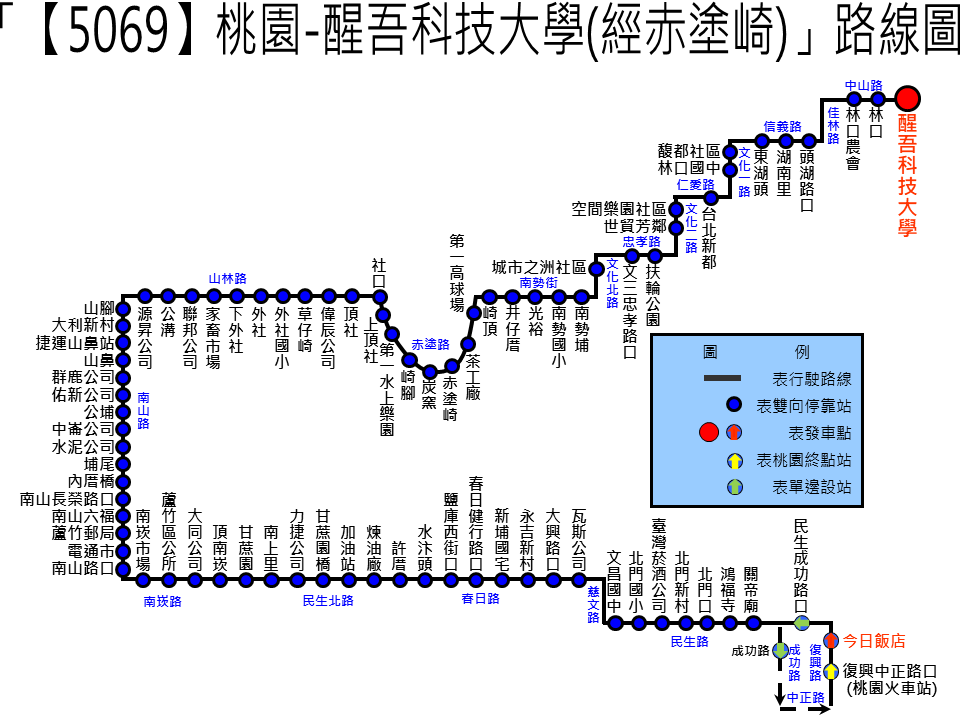 「【5069】桃園-醒吾科技大學(經赤塗崎)」路線圖
中山路
醒吾科技大學
林口
林口農會
佳林路
信義路
頭湖路口
湖南里
東湖頭
文化一路
馥都社區
林口國中
仁愛路
台北新都
文化二路
空間樂園社區
世貿芳鄰
忠孝路
扶輪公園
文三忠孝路口
文化北路
城市之洲社區
南勢街
南勢埔
南勢國小
光裕
井仔厝
崎頂
第一高球場
茶工廠
赤塗崎
炭窯
崎腳
赤塗路
第一水上樂園
上頂社
社口
山林路
頂社
偉辰公司
草仔崎
外社國小
外社
下外社
家畜市場
聯邦公司
公溝
源昇公司
山腳
大利新村
捷運山鼻站
山鼻
群鹿公司
佑新公司
公埔
中崙公司
水泥公司
埔尾
內厝橋
南山長榮路口
南山六福
蘆竹郵局
電通市
南山路口
南山路
南崁市場
蘆竹區公所
大同公司
頂南崁
甘蔗園
南上里
力捷公司
甘蔗園橋
加油站
煉油廠
許厝
水汴頭
鹽庫西街口
春日健行路口
新埔國宅
永吉新村
大興路口
瓦斯公司
南崁路
民生北路
春日路
慈文路
文昌國中
北門國小
臺灣菸酒公司
北門新村
北門口
鴻福寺
關帝廟
民生成功路口
民生路
成功路
成功路
復興路
中正路
今日飯店
復興中正路口
(桃園火車站)
圖例
表行駛路線
表雙向停靠站
表發車點
表桃園終點站
表單邊設站